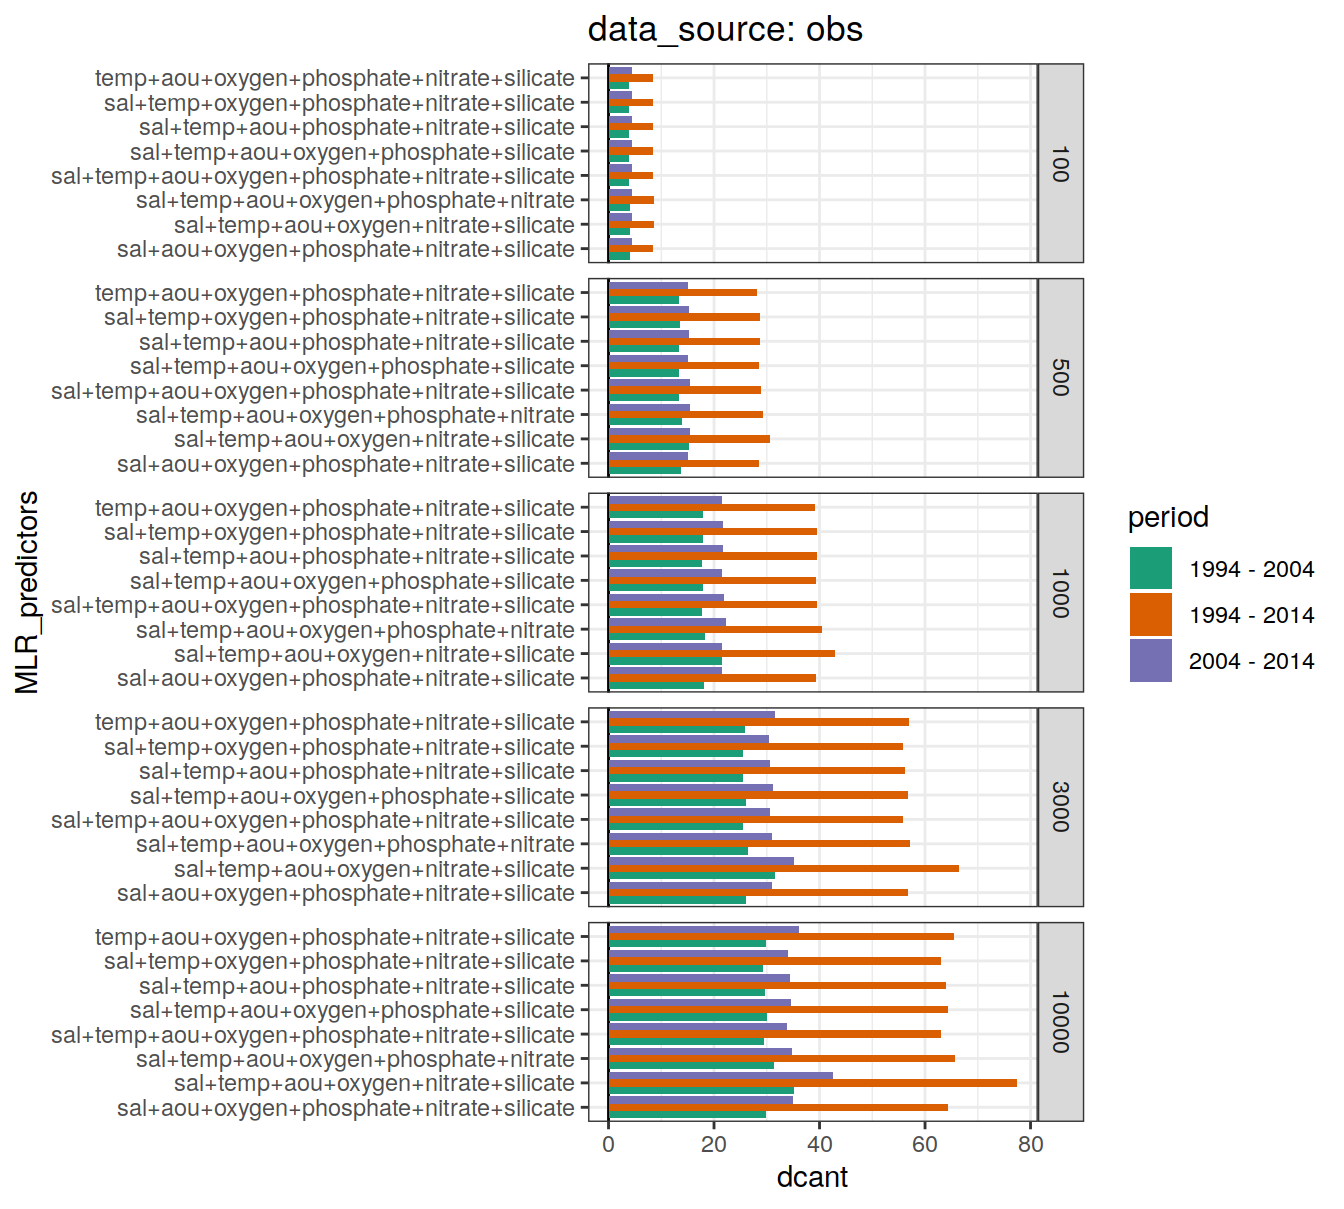 data_source: obs
temp+aou+oxygen+phosphate+nitrate+silicate
sal+temp+oxygen+phosphate+nitrate+silicate
sal+temp+aou+phosphate+nitrate+silicate
sal+temp+aou+oxygen+phosphate+silicate
sal+temp+aou+oxygen+phosphate+nitrate+silicate
sal+temp+aou+oxygen+phosphate+nitrate
sal+temp+aou+oxygen+nitrate+silicate
sal+aou+oxygen+phosphate+nitrate+silicate
100
temp+aou+oxygen+phosphate+nitrate+silicate
sal+temp+oxygen+phosphate+nitrate+silicate
sal+temp+aou+phosphate+nitrate+silicate
sal+temp+aou+oxygen+phosphate+silicate
sal+temp+aou+oxygen+phosphate+nitrate+silicate
sal+temp+aou+oxygen+phosphate+nitrate
sal+temp+aou+oxygen+nitrate+silicate
sal+aou+oxygen+phosphate+nitrate+silicate
500
MLR_predictors
temp+aou+oxygen+phosphate+nitrate+silicate
sal+temp+oxygen+phosphate+nitrate+silicate
sal+temp+aou+phosphate+nitrate+silicate
sal+temp+aou+oxygen+phosphate+silicate
sal+temp+aou+oxygen+phosphate+nitrate+silicate
sal+temp+aou+oxygen+phosphate+nitrate
sal+temp+aou+oxygen+nitrate+silicate
sal+aou+oxygen+phosphate+nitrate+silicate
1000
period
1994 - 2004
1994 - 2014
2004 - 2014
temp+aou+oxygen+phosphate+nitrate+silicate
sal+temp+oxygen+phosphate+nitrate+silicate
sal+temp+aou+phosphate+nitrate+silicate
sal+temp+aou+oxygen+phosphate+silicate
sal+temp+aou+oxygen+phosphate+nitrate+silicate
sal+temp+aou+oxygen+phosphate+nitrate
sal+temp+aou+oxygen+nitrate+silicate
sal+aou+oxygen+phosphate+nitrate+silicate
3000
temp+aou+oxygen+phosphate+nitrate+silicate
sal+temp+oxygen+phosphate+nitrate+silicate
sal+temp+aou+phosphate+nitrate+silicate
sal+temp+aou+oxygen+phosphate+silicate
sal+temp+aou+oxygen+phosphate+nitrate+silicate
sal+temp+aou+oxygen+phosphate+nitrate
sal+temp+aou+oxygen+nitrate+silicate
sal+aou+oxygen+phosphate+nitrate+silicate
10000
0 20 40 60 80
dcant